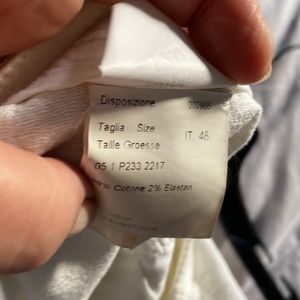 Disposizione
Taglia Size IT. 48
Taille Groesse
05 1 P233 2217
% Cotone 2% Elastan